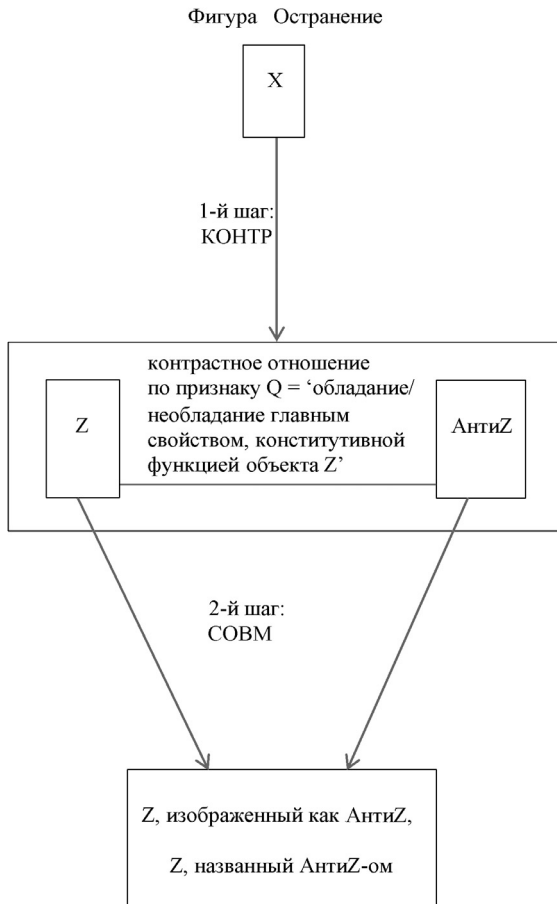 Фигура Остранение
X
1-й шаг:
КОНТР
контрастное отношение
по признаку Q = ‘обладание/
необладание главным
свойством, конститутивной
функцией объекта Z’
Z
АнтиZ
2-й шаг:
СОВМ
Z, изображенный как АнтиZ,
Z, названный АнтиZ-ом